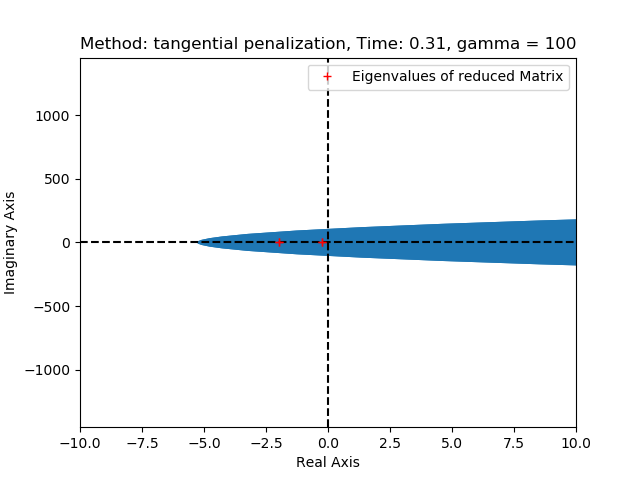 Method: tangential penalization, Time: 0.31, gamma = 100
Eigenvalues of reduced Matrix
1000
500
0
−500
−1000
Imaginary Axis
−10.0 −7.5 −5.0 −2.5 0.0 2.5 5.0 7.5 10.0
Real Axis